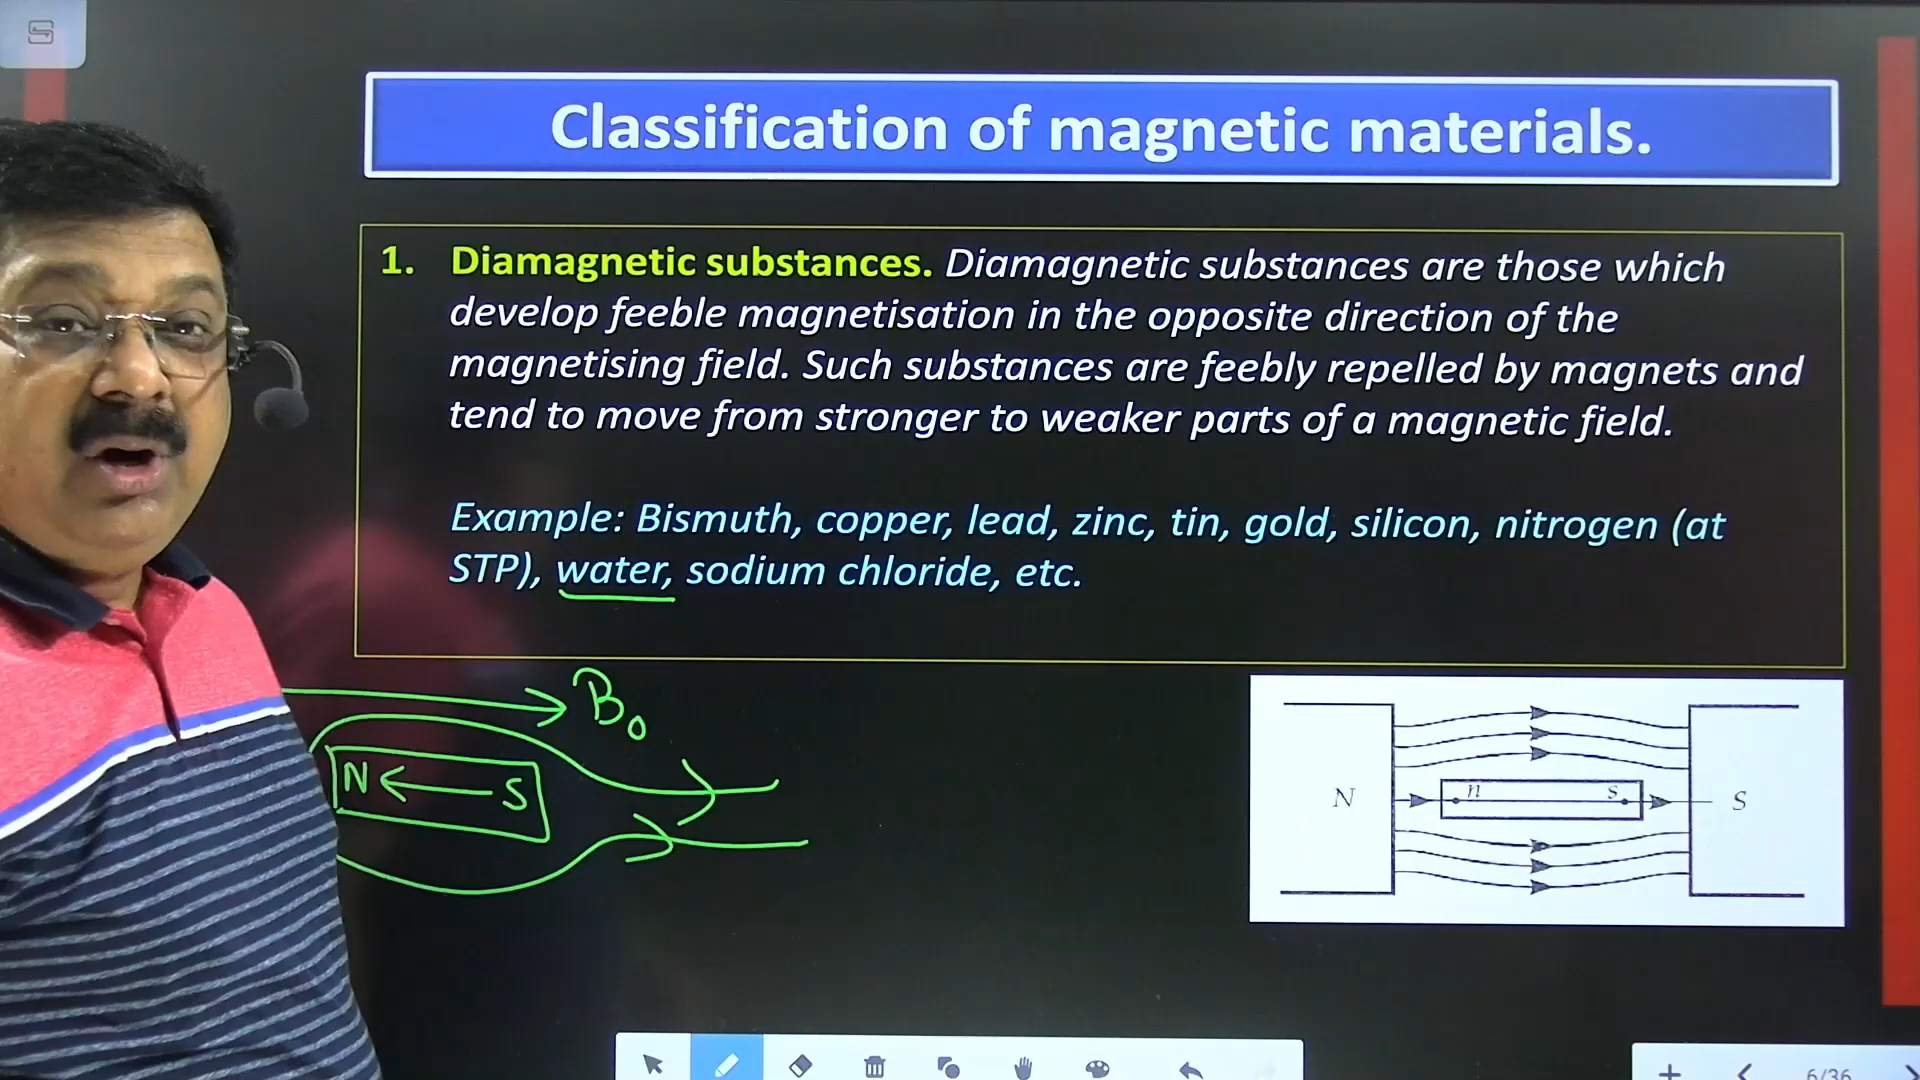 Classification of magnetic materials.
1. Diamagnetic substances. Diamagnetic substances are those which
develop feeble magnetisation in the opposite direction of the
magnetising field. Such substances are feebly repelled by magnets and
tend to move from stronger to weaker parts of a magnetic field.
Example: Bismuth, copper, lead, zinc, tin, gold, silicon, nitrogen (at
STP), water, sodium chloride, etc.
B₀
N S
N n s S
6/36